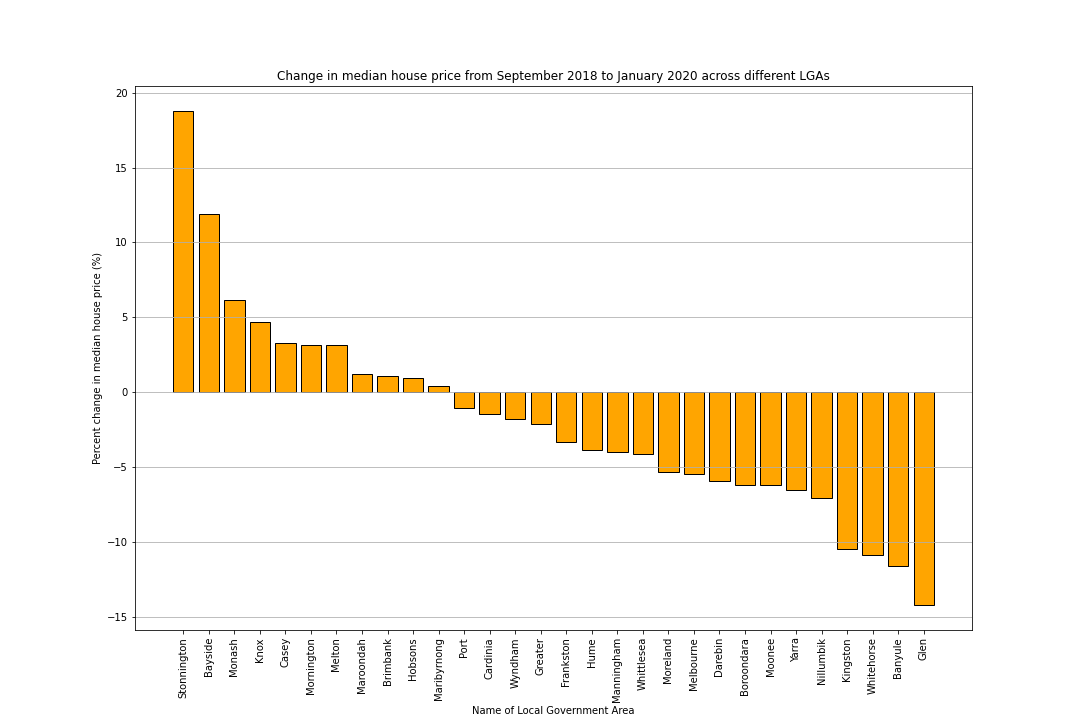 Change in median house price from September 2018 to January 2020 across different LGAs
Percent change in median house price (%)
20
15
10
5
0
−5
−10
−15
Stonnington
Bayside
Monash
Knox
Casey
Mornington
Melton
Maroondah
Brimbank
Hobsons
Maribyrnong
Port
Cardinia
Wyndham
Greater
Frankston
Hume
Manningham
Whittlesea
Moreland
Melbourne
Darebin
Boroondara
Moonee
Yarra
Nillumbik
Kingston
Whitehorse
Banyule
Glen
Name of Local Government Area